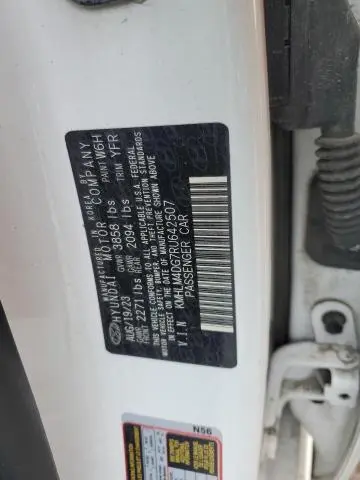 MANUFACTURED IN KOREA BY
HYUNDAI MOTOR COMPANY
AUG/19/23 GVWR 3858 lbs PAINT W6H
GAWR FRONT 2271 lbs GAWR REAR 2094 lbs TRIM YFR
THIS VEHICLE CONFORMS TO ALL APPLICABLE U.S.A. FEDERAL
MOTOR VEHICLE SAFETY, BUMPER, AND THEFT PREVENTION STANDARDS
IN EFFECT ON THE DATE OF MANUFACTURE SHOWN ABOVE
V.I.N KMHLM4DG7RU642507
PASSENGER CAR
N56